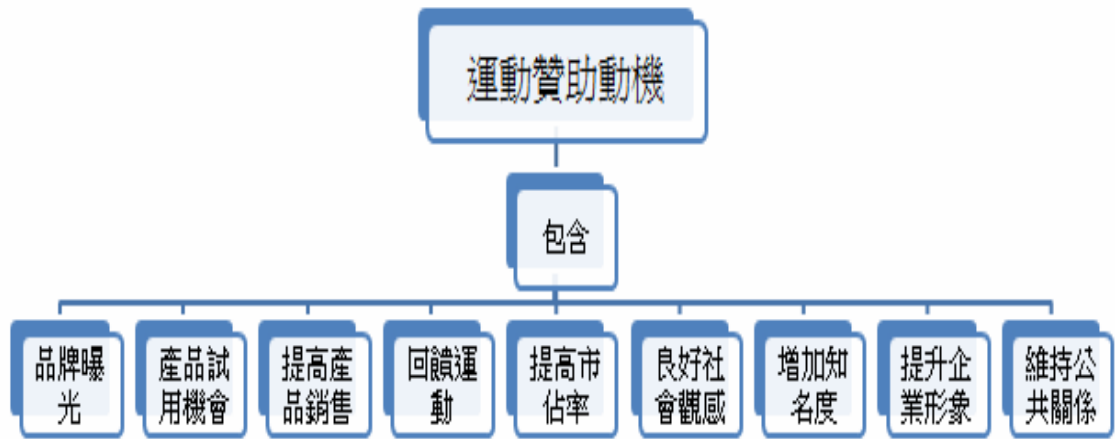 運動贊助動機
包含
品牌曝
光
產品試
用機會
提高產
品銷售
回饋運
動
提高市
佔率
良好社
會觀感
增加知
名度
提升企
業形象
維持公
共關係